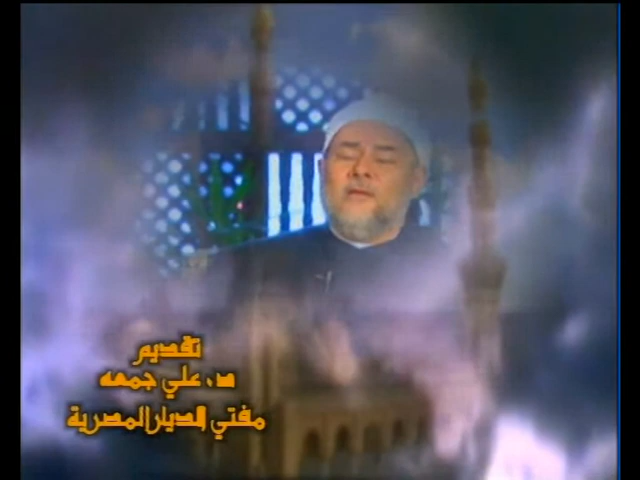 تقديم
د. علي جمعه
مفتي الديار المصرية